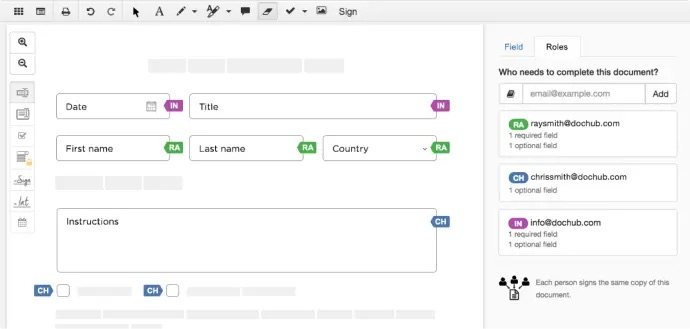 Sign
Field
Roles
Who needs to complete this document?
email@example.com
Add
RA raysmith@dochub.com
1 required field
1 optional field
CH chrissmith@dochub.com
1 optional field
IN info@dochub.com
1 required field
1 optional field
Each person signs the same copy of this
document.
Date IN Title IN
First name RA Last name RA Country RA
Instructions CH
CH CH
A
Sign
Int.